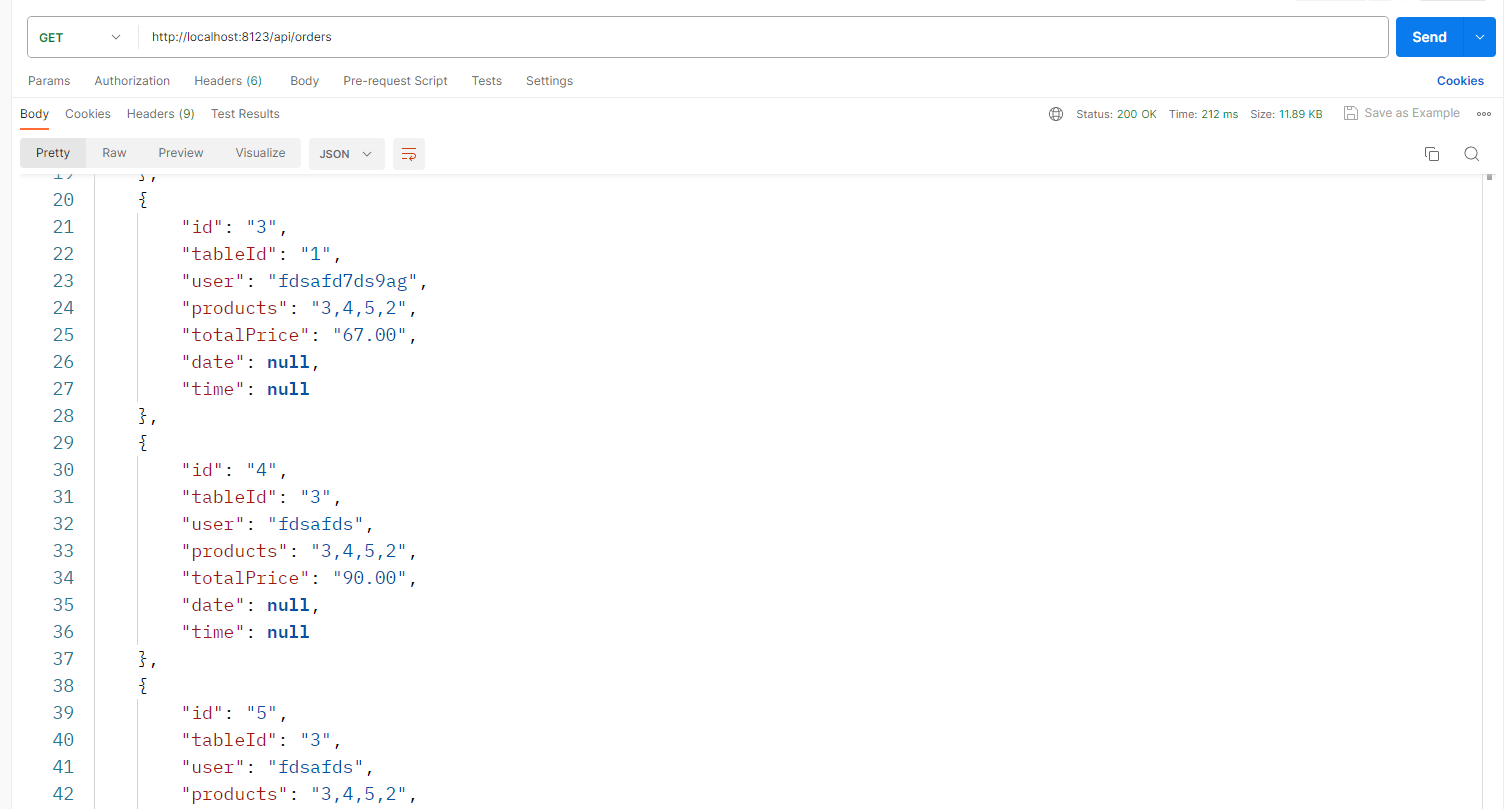 GET http://localhost:8123/api/orders Send
Params Authorization Headers (6) Body Pre-request Script Tests Settings Cookies
Body Cookies Headers (9) Test Results Status: 200 OK Time: 212 ms Size: 11.89 KB Save as Example
Pretty Raw Preview Visualize JSON
19 },
20 {
21 "id": "3",
22 "tableId": "1",
23 "user": "fdsafd7ds9ag",
24 "products": "3,4,5,2",
25 "totalPrice": "67.00",
26 "date": null,
27 "time": null
28 },
29 {
30 "id": "4",
31 "tableId": "3",
32 "user": "fdsafds",
33 "products": "3,4,5,2",
34 "totalPrice": "90.00",
35 "date": null,
36 "time": null
37 },
38 {
39 "id": "5",
40 "tableId": "3",
41 "user": "fdsafds",
42 "products": "3,4,5,2",